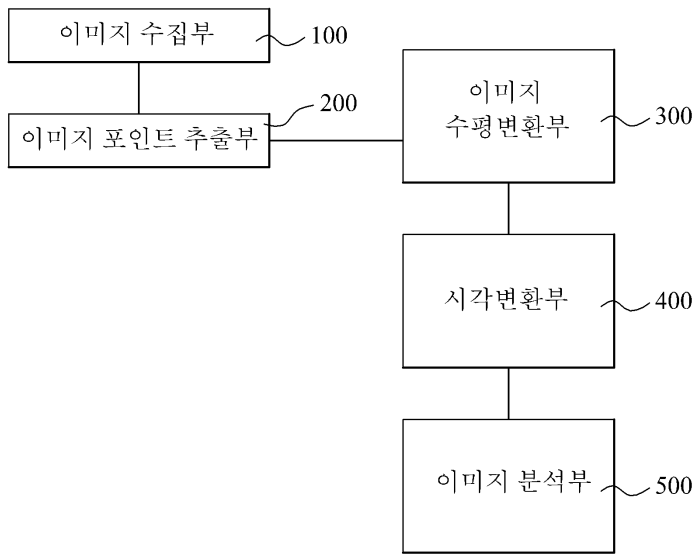 이미지 수집부
100
이미지 포인트 추출부
200
이미지
수평변환부
300
시각변환부
400
이미지 분석부
500